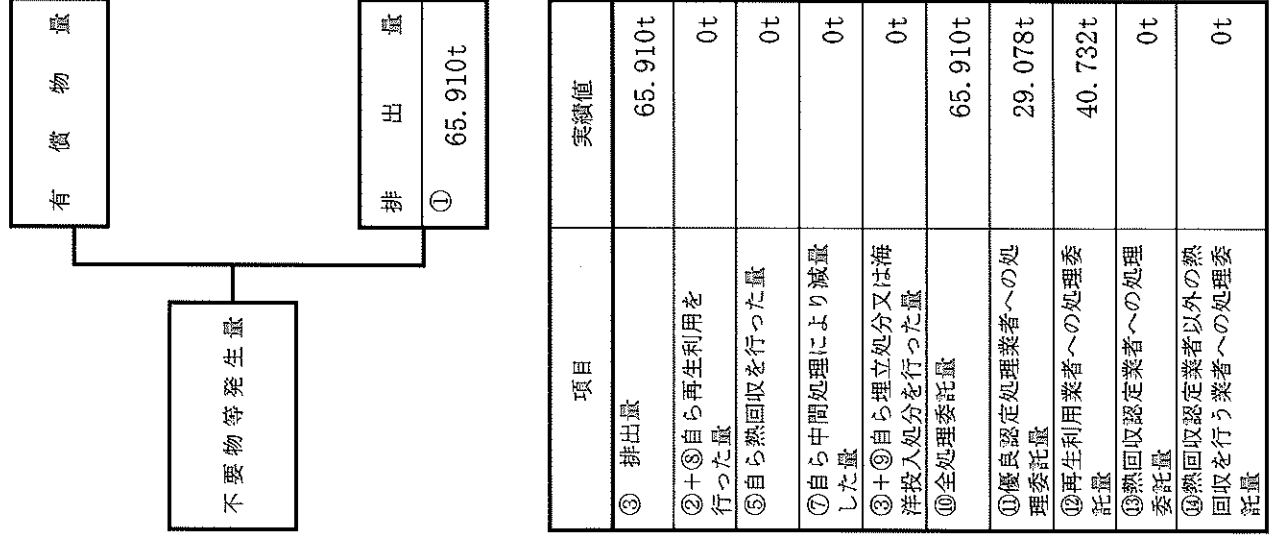 有 償 物 量
不 要 物 等 発 生 量
排 出 量
① 65.910t
項目 実績値
③ 排出量 65.910t
②+⑧自ら再生利用を
行った量 0t
⑤自ら熱回収を行った量 0t
⑦自ら中間処理により減量
した量 0t
③+⑨自ら埋立処分又は海
洋投入処分を行った量 0t
⑩全処理委託量 65.910t
⑪優良認定処理業者への処
理委託量 29.078t
⑫再生利用業者への処理委
託量 40.732t
⑬熱回収認定業者への処理
委託量 0t
⑭熱回収認定業者以外の熱
回収を行う業者への処理委
託量 0t